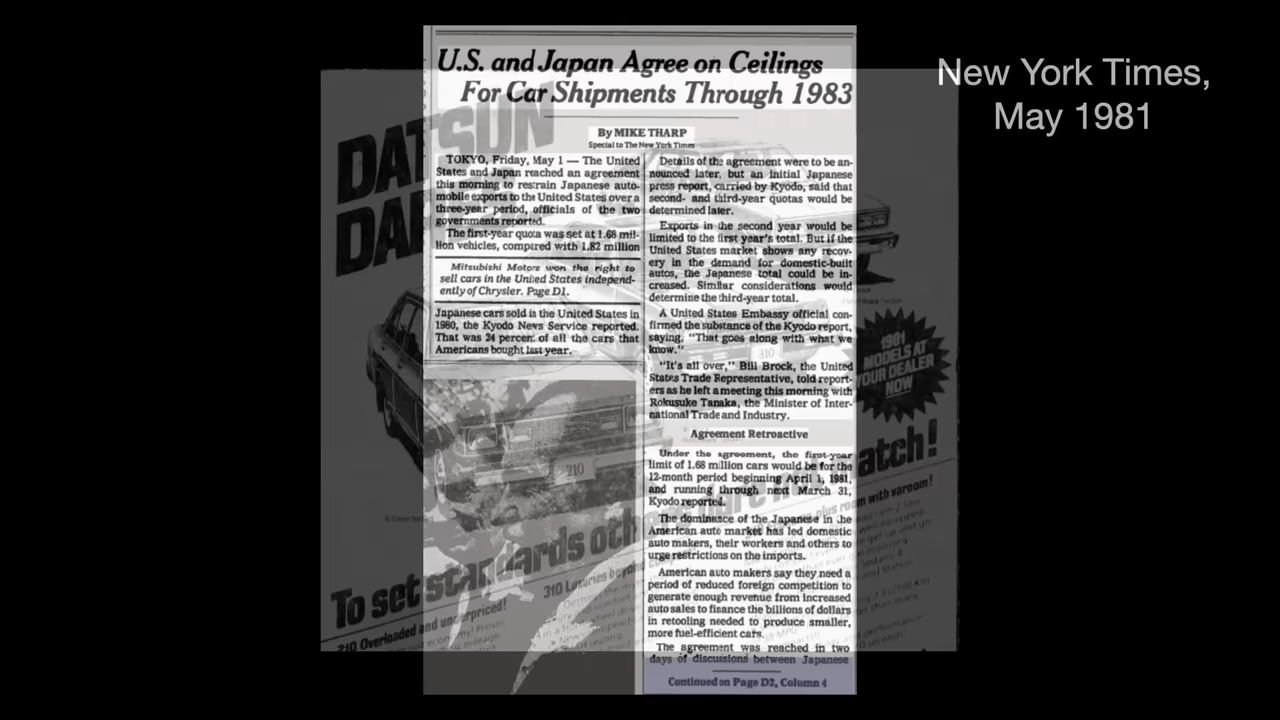 U.S. and Japan Agree on Ceilings
For Car Shipments Through 1983
New York Times,
May 1981
By MIKE THARP
Special to The New York Times
TOKYO, Friday, May 1 — The United
States and Japan reached an agreement
this morning to restrain Japanese auto-
mobile exports to the United States over a
three-year period, officials of the two
governments reported.
The first-year quota was set at 1.68 mil-
lion vehicles, compared with 1.82 million
Mitsubishi Motors won the right to
sell cars in the United States independ-
ently of Chrysler. Page D1.
Japanese cars sold in the United States in
1980, the Kyodo News Service reported.
That was 24 percent of all the cars that
Americans bought last year.
Details of the agreement were to be an-
nounced later, but an initial Japanese
press report, carried by Kyodo, said that
second- and third-year quotas would be
determined later.
Exports in the second year would be
limited to the first year's total. But if the
United States market shows any recov-
ery in the demand for domestic-built
autos, the Japanese total could be in-
creased. Similar considerations would
determine the third-year total.
A United States Embassy official con-
firmed the substance of the Kyodo report,
saying, "That goes along with what we
know."
"It's all over," Bill Brock, the United
States Trade Representative, told report-
ers as he left a meeting this morning with
Rokusuke Tanaka, the Minister of Inter-
national Trade and Industry.
Agreement Retroactive
Under the agreement, the first-year
limit of 1.68 million cars would be for the
12-month period beginning April 1, 1981,
and running through next March 31,
Kyodo reported.
The dominance of the Japanese in the
American auto market has led domestic
auto makers, their workers and others to
urge restrictions on the imports.
American auto makers say they need a
period of reduced foreign competition to
generate enough revenue from increased
auto sales to finance the billions of dollars
in retooling needed to produce smaller,
more fuel-efficient cars.
The agreement was reached in two
days of discussions between Japanese
Continued on Page D2, Column 4
DATSUN
310
210
1981
MODELS AT
YOUR DEALER
NOW
To set standards
210 Overloaded and underpriced!
310 Luxuries beyond
room with varoom!